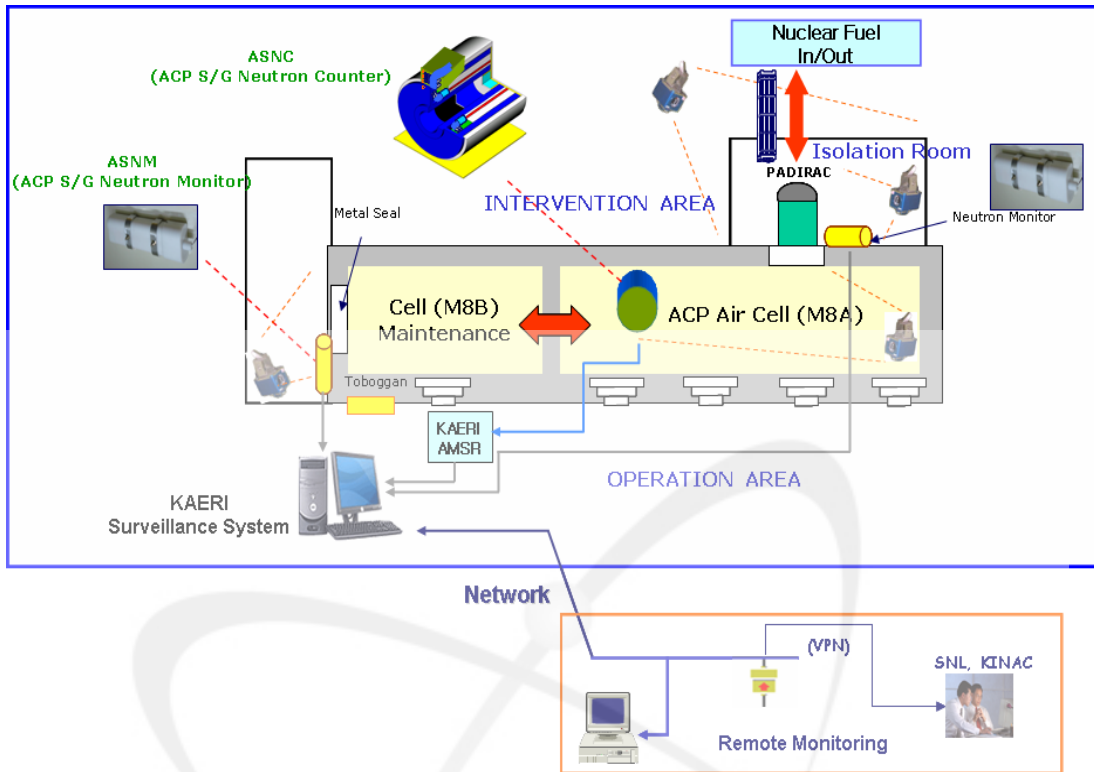 ASNC
(ACP S/G Neutron Counter)
Nuclear Fuel
In/Out
ASNM
(ACP S/G Neutron Monitor)
Isolation Room
PADIRAC
Metal Seal
INTERVENTION AREA
Neutron Monitor
Cell (M8B)
Maintenance
ACP Air Cell (M8A)
Toboggan
KAERI
AMSR
OPERATION AREA
KAERI
Surveillance System
Network
(VPN)
SNL, KINAC
Remote Monitoring